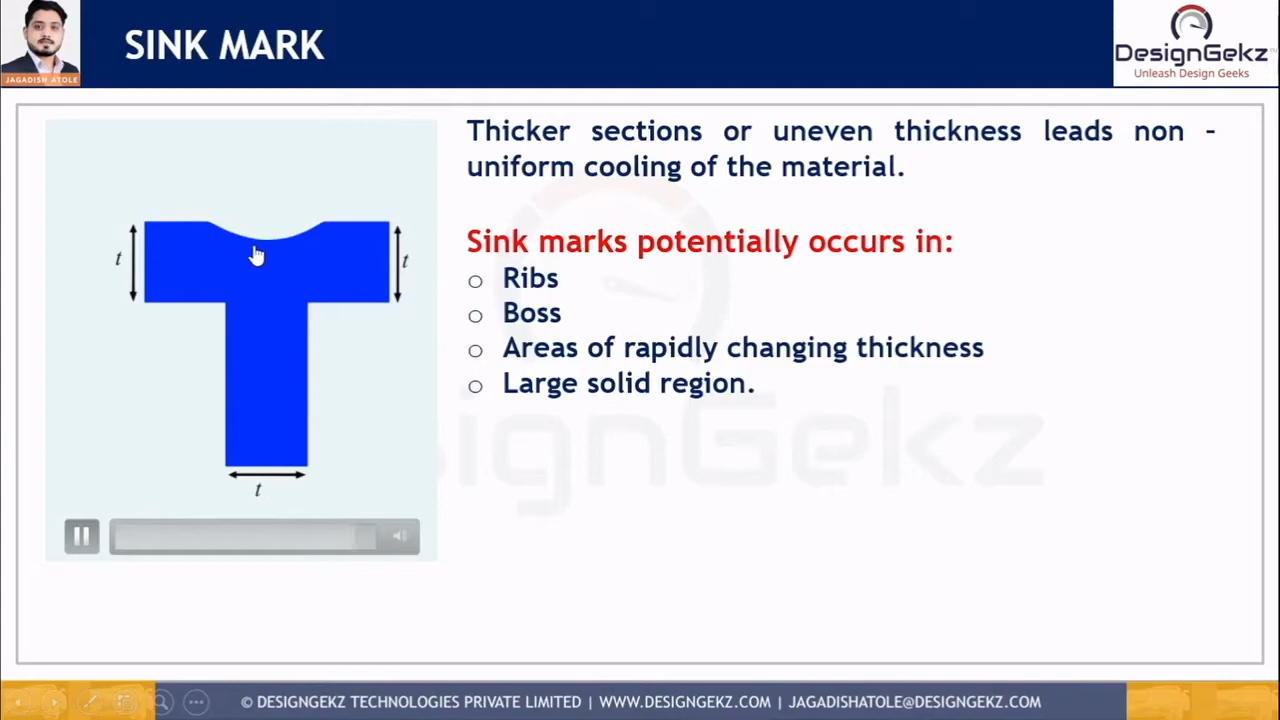 JAGADISH ATOLE
SINK MARK
DesignGekz
Unleash Design Geeks
Thicker sections or uneven thickness leads non -
uniform cooling of the material.
Sink marks potentially occurs in:
o Ribs
o Boss
o Areas of rapidly changing thickness
o Large solid region.
t
t
t
signGekz
© DESIGNGEKZ TECHNOLOGIES PRIVATE LIMITED | WWW.DESIGNGEKZ.COM | JAGADISHATOLE@DESIGNGEKZ.COM